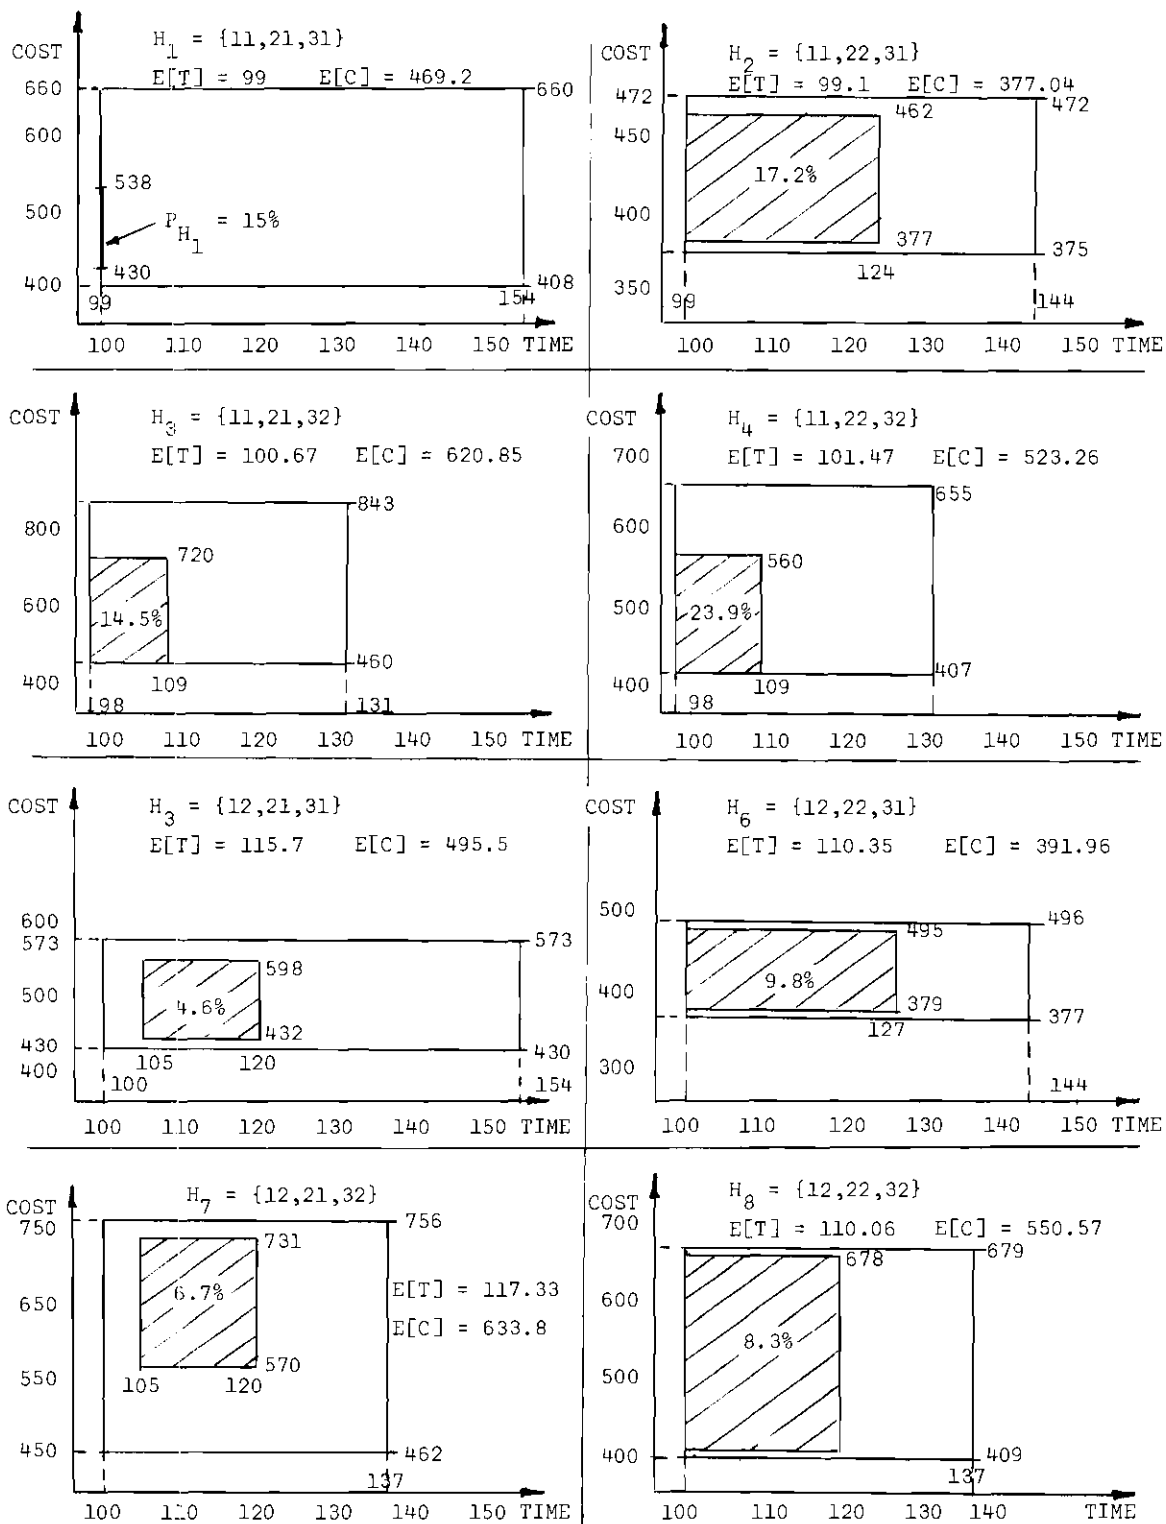 COST
H1 = {11,21,31}
E[T] = 99 E[C] = 469.2
660
660
600
538
500
P H1 = 15%
430
400
408
99
154
100 110 120 130 140 150 TIME
COST
H2 = {11,22,31}
E[T] = 99.1 E[C] = 377.04
472
472
462
450
17.2%
400
377
375
124
350
99
144
100 110 120 130 140 150 TIME
COST
H3 = {11,21,32}
E[T] = 100.67 E[C] = 620.85
843
800
720
600
14.5%
460
400
109
98
131
100 110 120 130 150 TIME
COST
H4 = {11,22,32}
700
E[T] = 101.47 E[C] = 523.26
655
600
560
500
23.9%
407
400
109
98
100 110 120 130 140 150 TIME
COST
H3 = {12,21,31}
E[T] = 115.7 E[C] = 495.5
600
573
573
598
500
4.6%
432
430
430
105 120
400
100
154
100 110 120 130 140 150 TIME
COST
H6 = {12,22,31}
E[T] = 110.35 E[C] = 391.96
500
496
495
9.8%
400
379
377
127
300
144
100 110 120 130 140 150 TIME
COST
H7 = {12,21,32}
750
756
731
6.7%
E[T] = 117.33
650
E[C] = 633.8
570
550
105 120
450
462
137
100 110 120 130 140 150 TIME
COST
H8 = {12,22,32}
700
E[T] = 110.06 E[C] = 550.57
679
678
600
8.3%
500
400
409
137
100 110 120 130 140 TIME